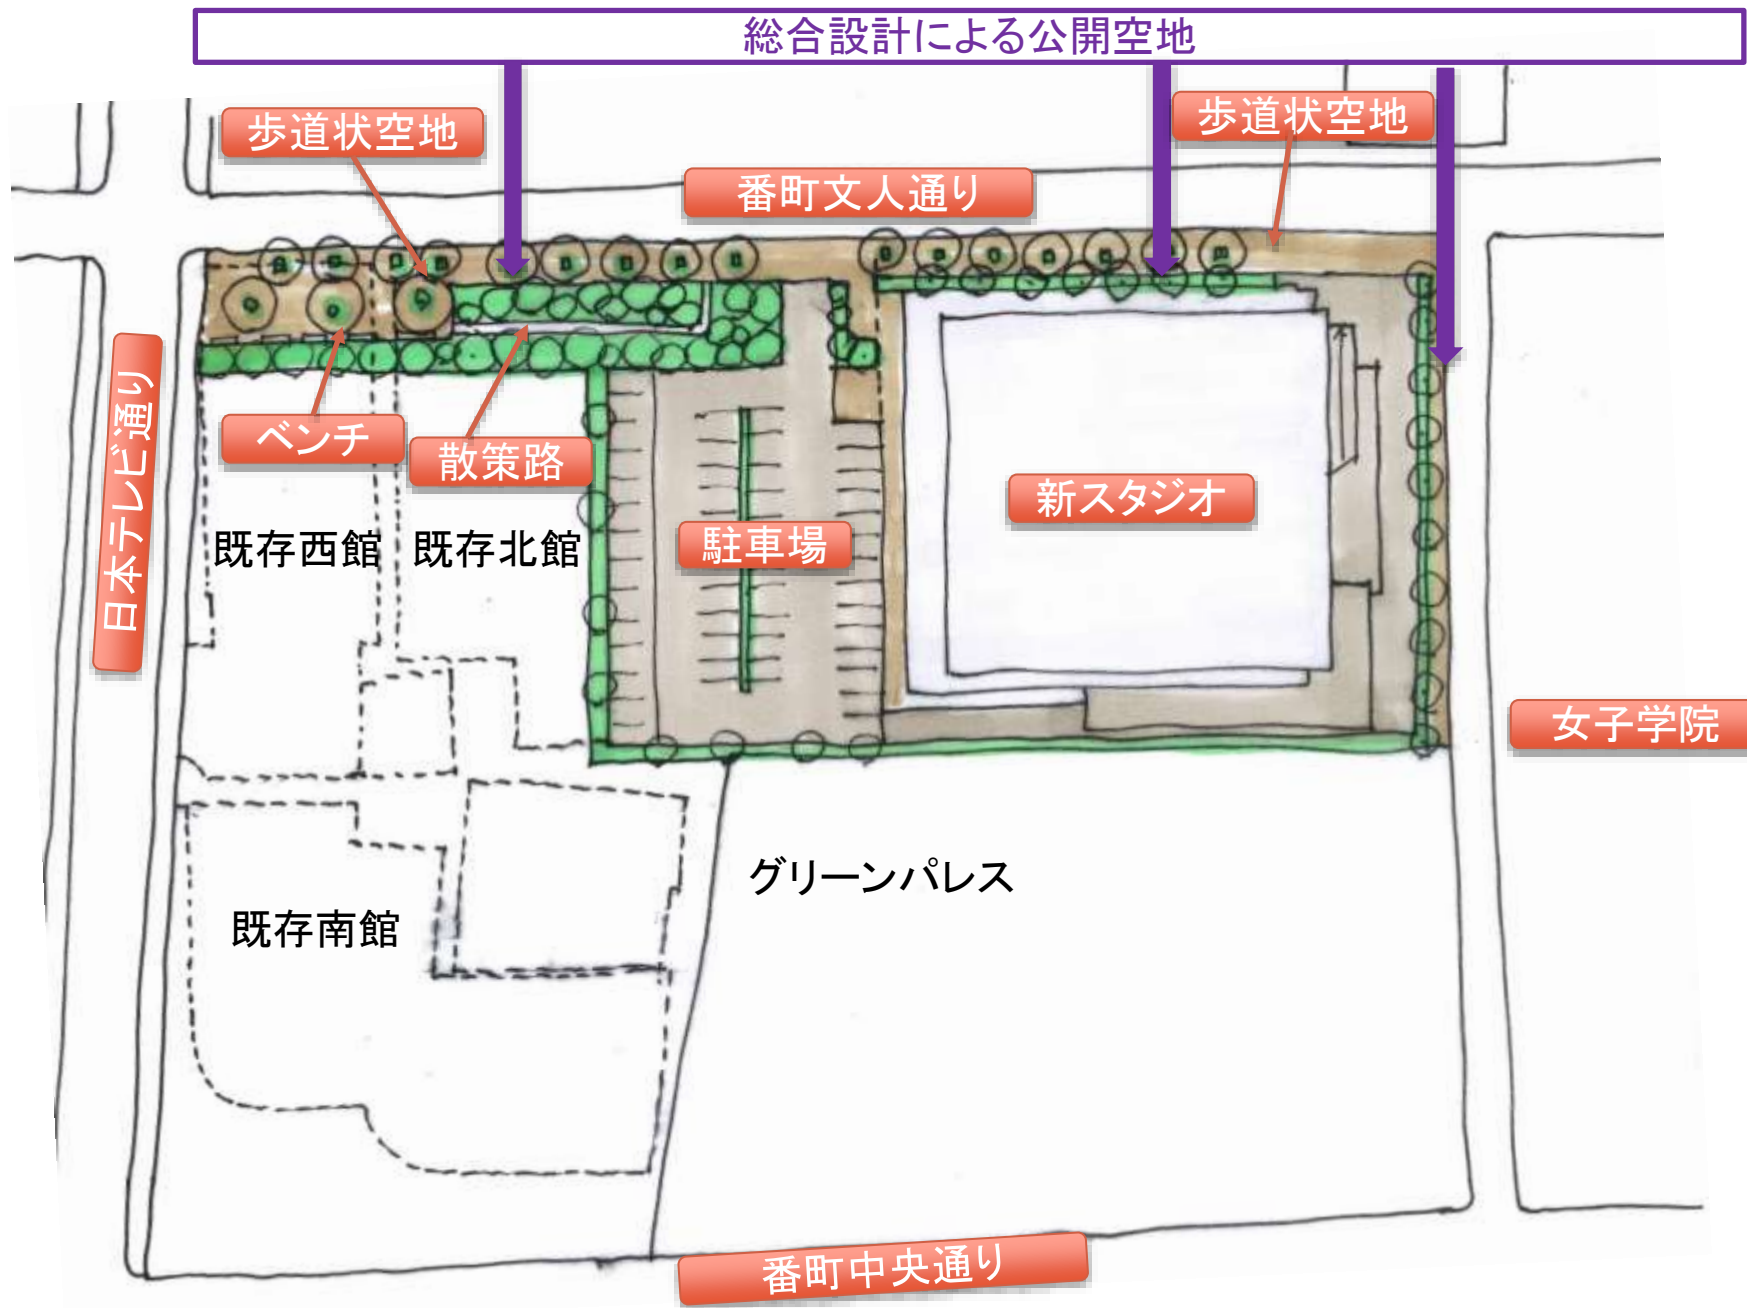 総合設計による公開空地
歩道状空地
歩道状空地
番町文人通り
日本テレビ通り
ベンチ
散策路
新スタジオ
既存西館
既存北館
駐車場
女子学院
グリーンパレス
既存南館
番町中央通り